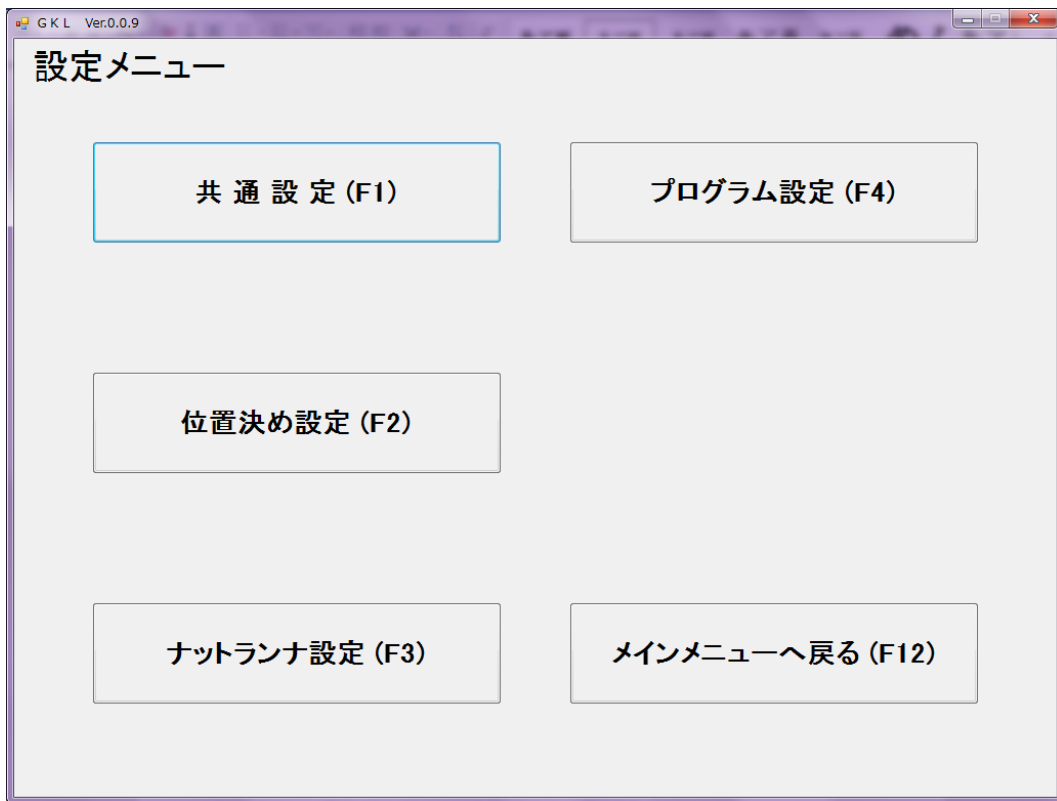 GKL Ver.0.0.9
設定メニュー
共 通 設 定 (F1)
プログラム設定 (F4)
位置決め設定 (F2)
ナットランナ設定 (F3)
メインメニューへ戻る (F12)